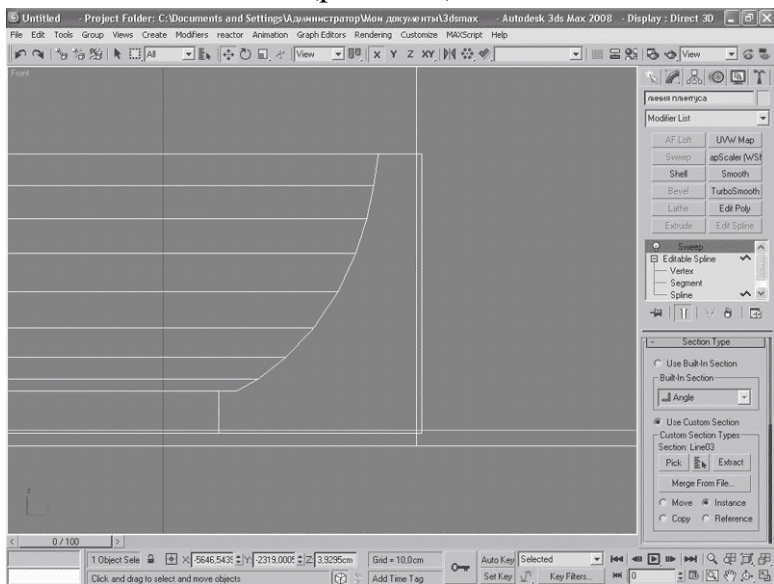 Untitled - Project Folder: C:\Documents and Settings\Администратор\Мои документы\3dsmax - Autodesk 3ds Max 2008 - Display : Direct 3D
File Edit Tools Group Views Create Modifiers reactor Animation Graph Editors Rendering Customize MAXScript Help
All View X Y Z XY View
Front
линия плинтуса
Modifier List
AF Loft UVW Map
Sweep apScaler (WSM
Shell Smooth
Bevel TurboSmooth
Lathe Edit Poly
Extrude Edit Spline
Sweep
Editable Spline
Vertex
Segment
Spline
- Section Type
Use Built-In Section
Built-In Section
Angle
Use Custom Section
Custom Section Types
Section: Line03
Pick Extract
Merge From File...
Move Instance
Copy Reference
z
0 / 100
1 Object Sele X: -5646,543 Y: -2319,000 Z: 3,9295cm Grid = 10,0cm Auto Key Selected
Click and drag to select and move objects Add Time Tag Set Key Key Filters... 0